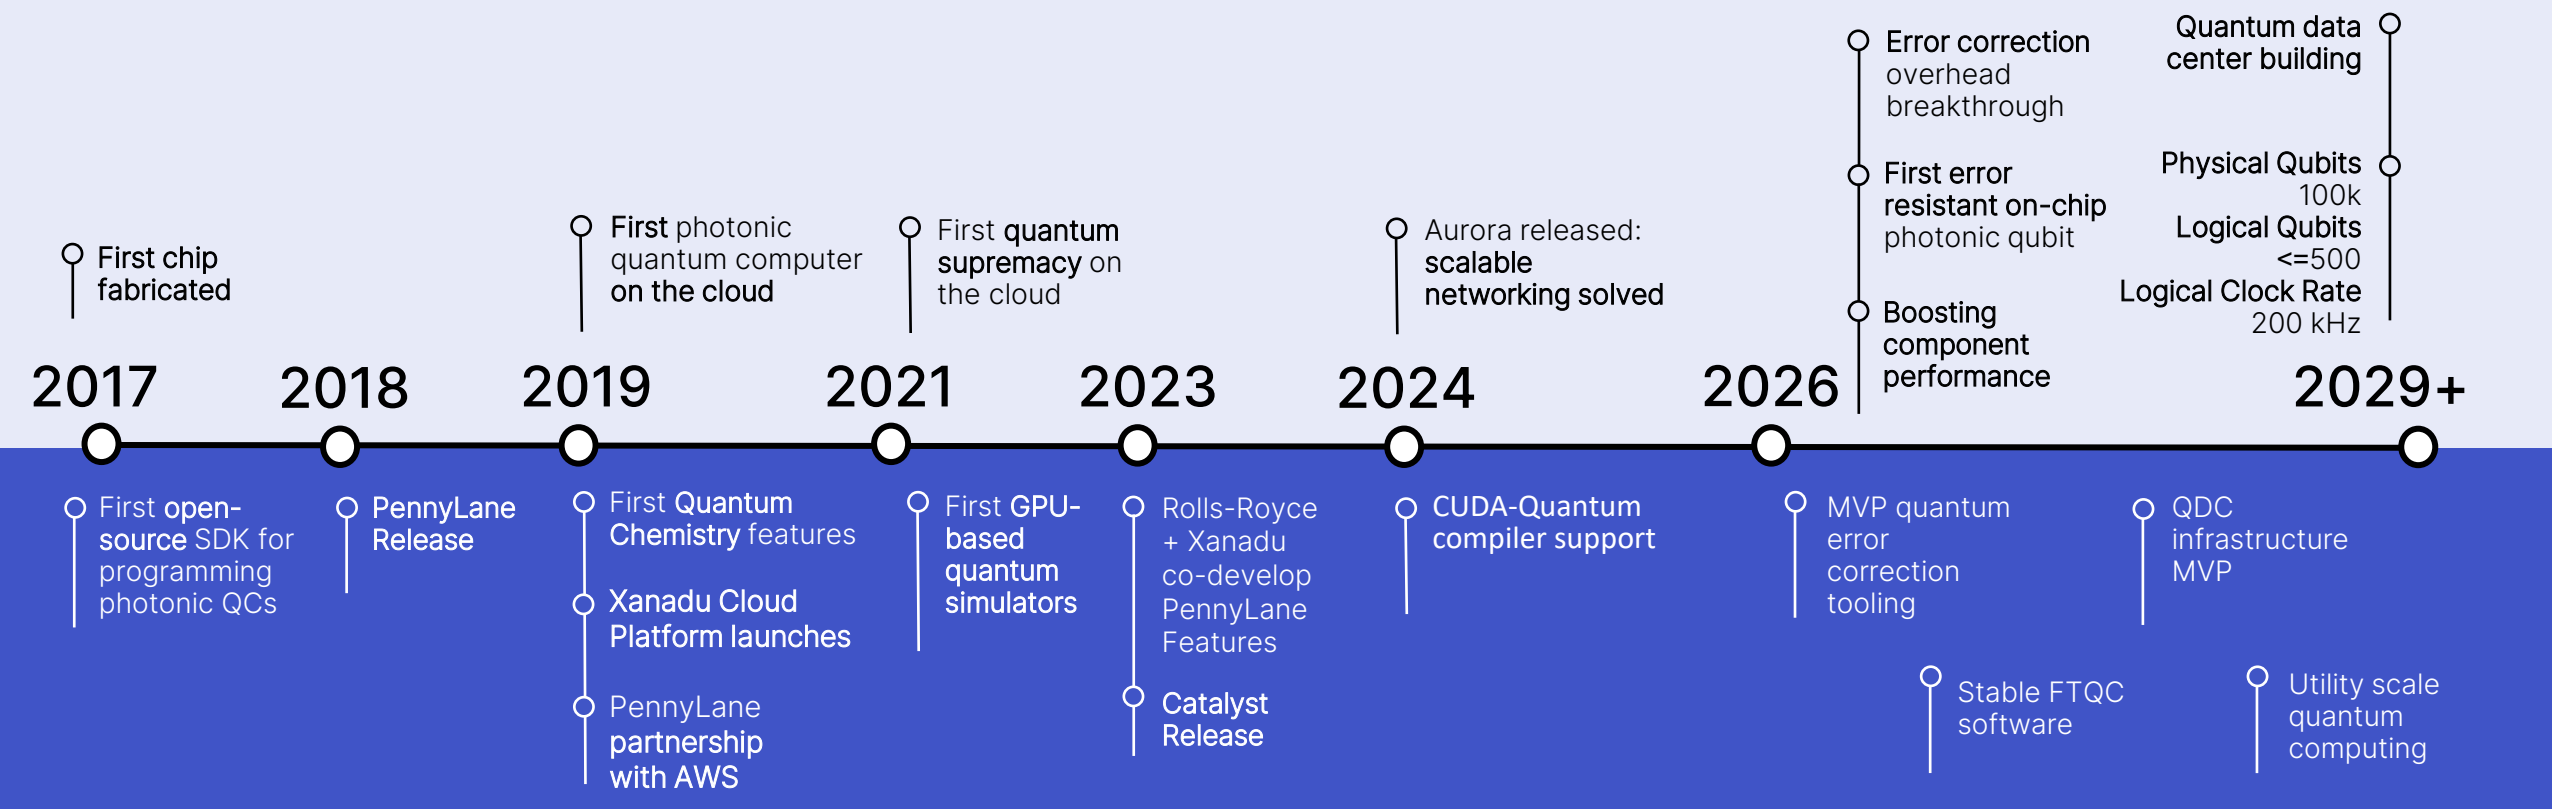 First chip
fabricated
First photonic
quantum computer
on the cloud
First quantum
supremacy on
the cloud
Aurora released:
scalable
networking solved
Error correction
overhead
breakthrough
First error
resistant on-chip
photonic qubit
Boosting
component
performance
Quantum data
center building
Physical Qubits
100k
Logical Qubits
<=500
Logical Clock Rate
200 kHz
2017
2018
2019
2021
2023
2024
2026
2029+
First open-
source SDK for
programming
photonic QCs
PennyLane
Release
First Quantum
Chemistry features
Xanadu Cloud
Platform launches
PennyLane
partnership
with AWS
First GPU-
based
quantum
simulators
Rolls-Royce
+ Xanadu
co-develop
PennyLane
Features
Catalyst
Release
CUDA-Quantum
compiler support
MVP quantum
error
correction
tooling
Stable FTQC
software
QDC
infrastructure
MVP
Utility scale
quantum
computing